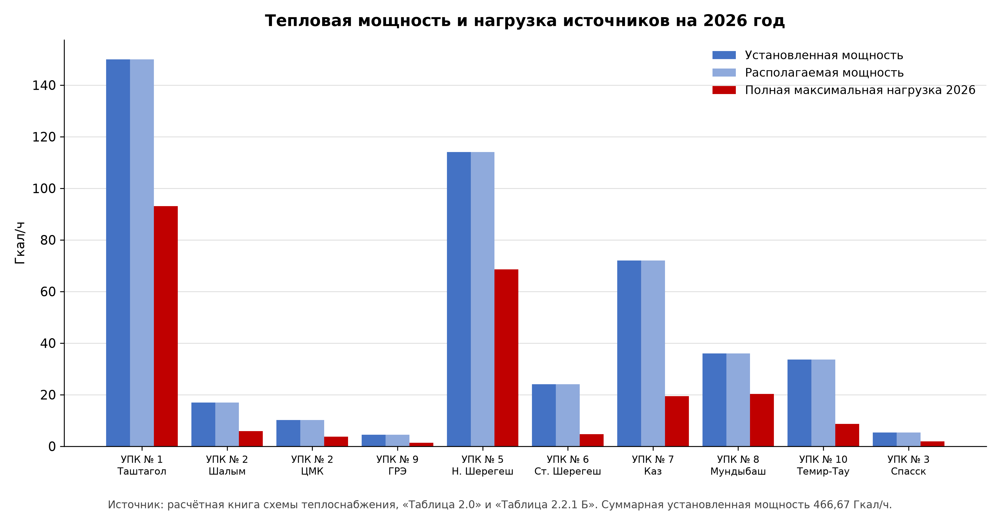 Тепловая мощность и нагрузка источников на 2026 год
Установленная мощность
Располагаемая мощность
Полная максимальная нагрузка 2026
Гкал/ч
140
120
100
80
60
40
20
0
УПК № 1
Таштагол
УПК № 2
Шалым
УПК № 2
ЦМК
УПК № 9
ГРЭ
УПК № 5
Н. Шерегеш
УПК № 6
Ст. Шерегеш
УПК № 7
Каз
УПК № 8
Мундыбаш
УПК № 10
Темир-Тау
УПК № 3
Спасск
Источник: расчётная книга схемы теплоснабжения, «Таблица 2.0» и «Таблица 2.2.1 Б». Суммарная установленная мощность 466,67 Гкал/ч.